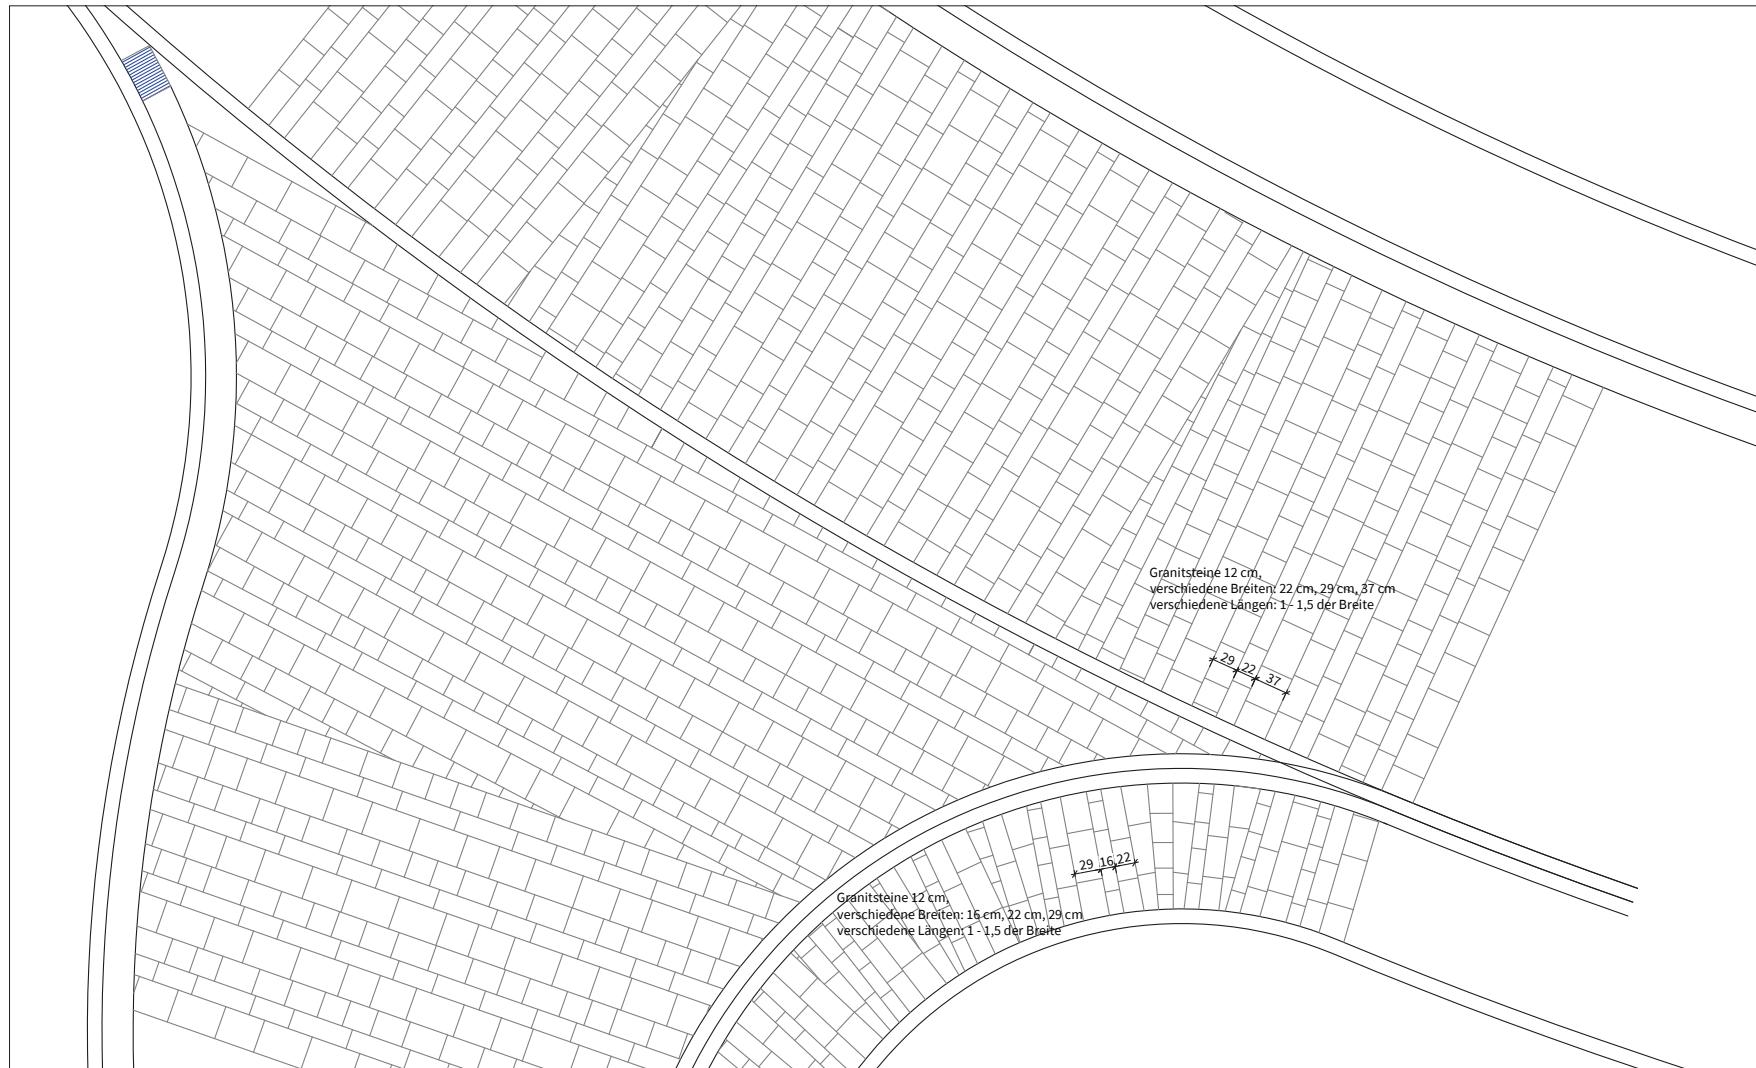 Granitsteine 12 cm,
verschiedene Breiten: 22 cm, 29 cm, 37 cm
verschiedene Längen: 1 - 1,5 der Breite
29 22 37
29 16 22
Granitsteine 12 cm,
verschiedene Breiten: 16 cm, 22 cm, 29 cm
verschiedene Längen: 1 - 1,5 der Breite